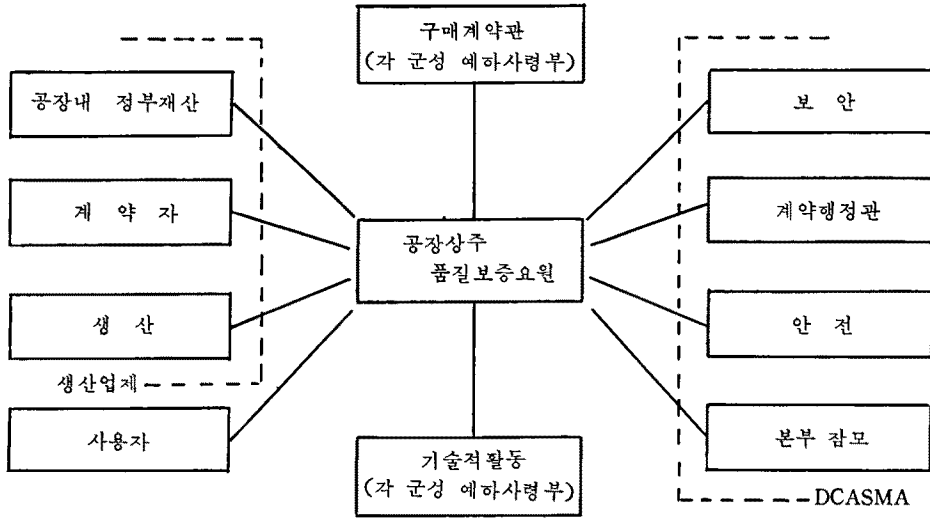 구매계약관
(각 군성 예하사령부)
공장내 정부재산
보 안
계 약 자
계약행정관
공장상주
품질보증요원
생 산
안 전
생산업제
사용자
본부 참모
기술적활동
(각 군성 예하사령부)
DCASMA